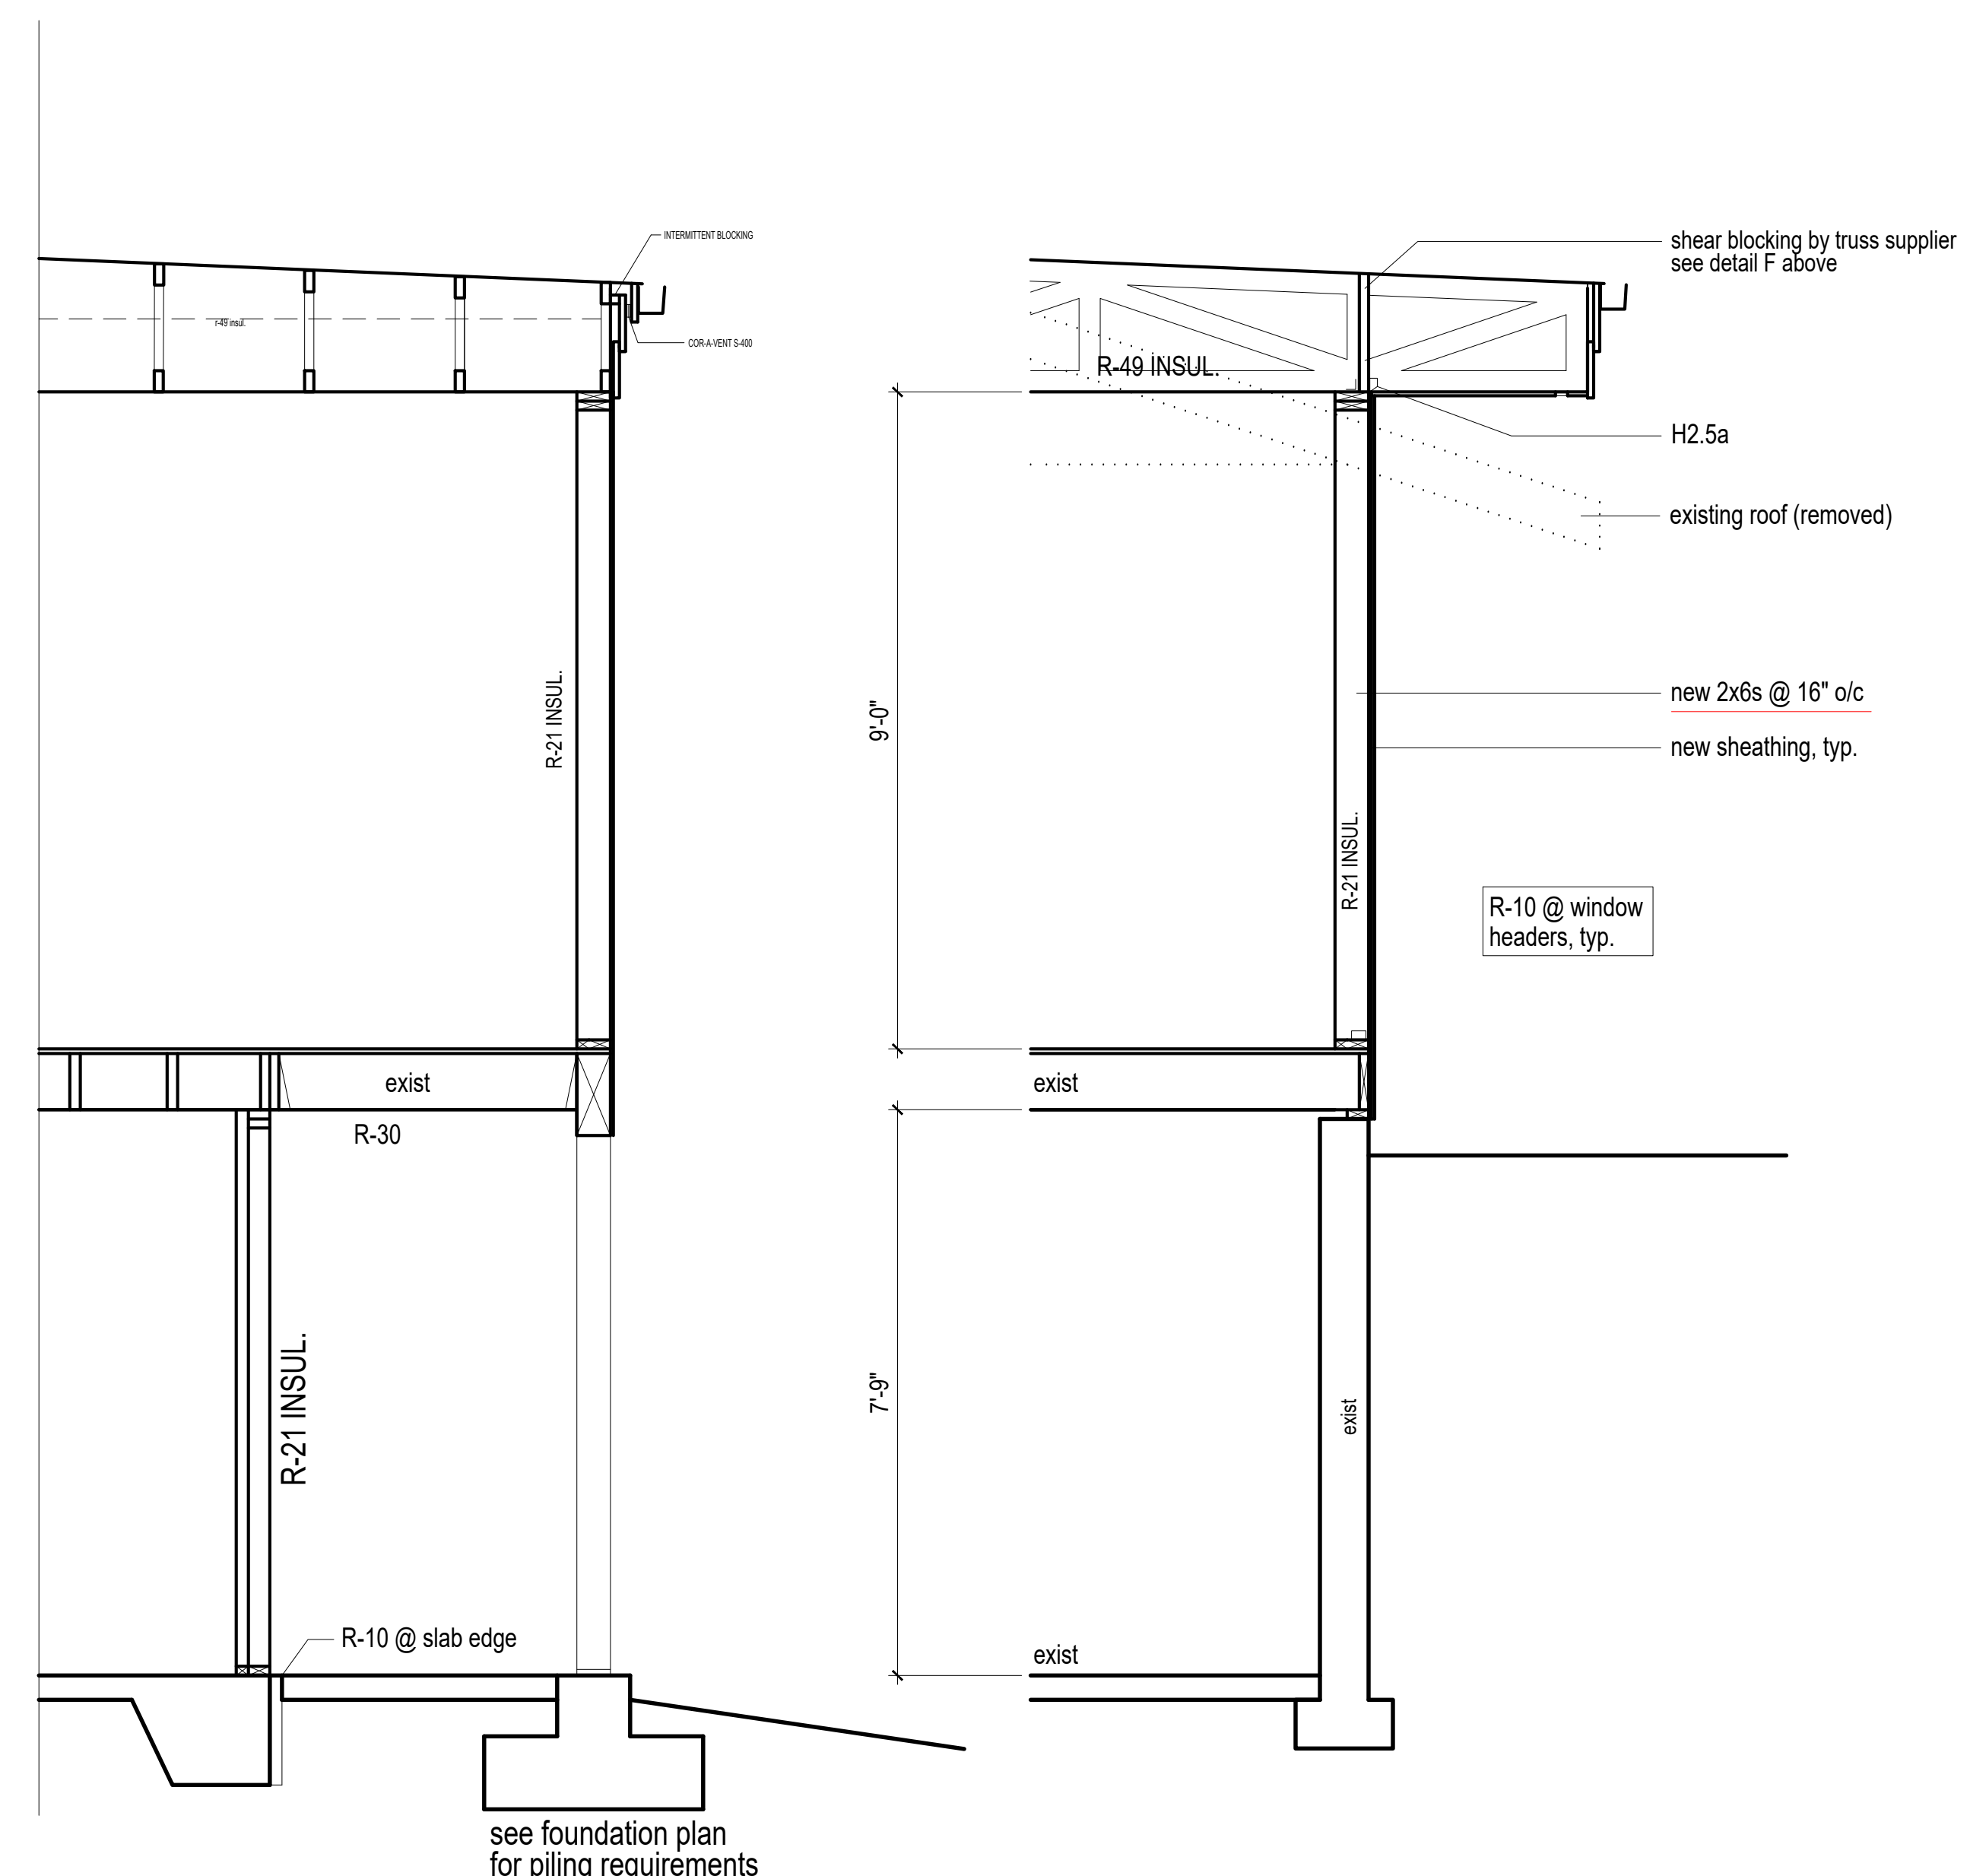 INTERMITTENT BLOCKING
r-49 insul.
COR-A-VENT S-400
R-21 INSUL.
exist
R-30
R-21 INSUL.
R-10 @ slab edge
see foundation plan
for piling requirements
shear blocking by truss supplier
see detail F above
R-49 INSUL.
H2.5a
existing roof (removed)
9'-0"
new 2x6s @ 16" o/c
new sheathing, typ.
R-21 INSUL.
R-10 @ window
headers, typ.
exist
7'-9"
exist
exist